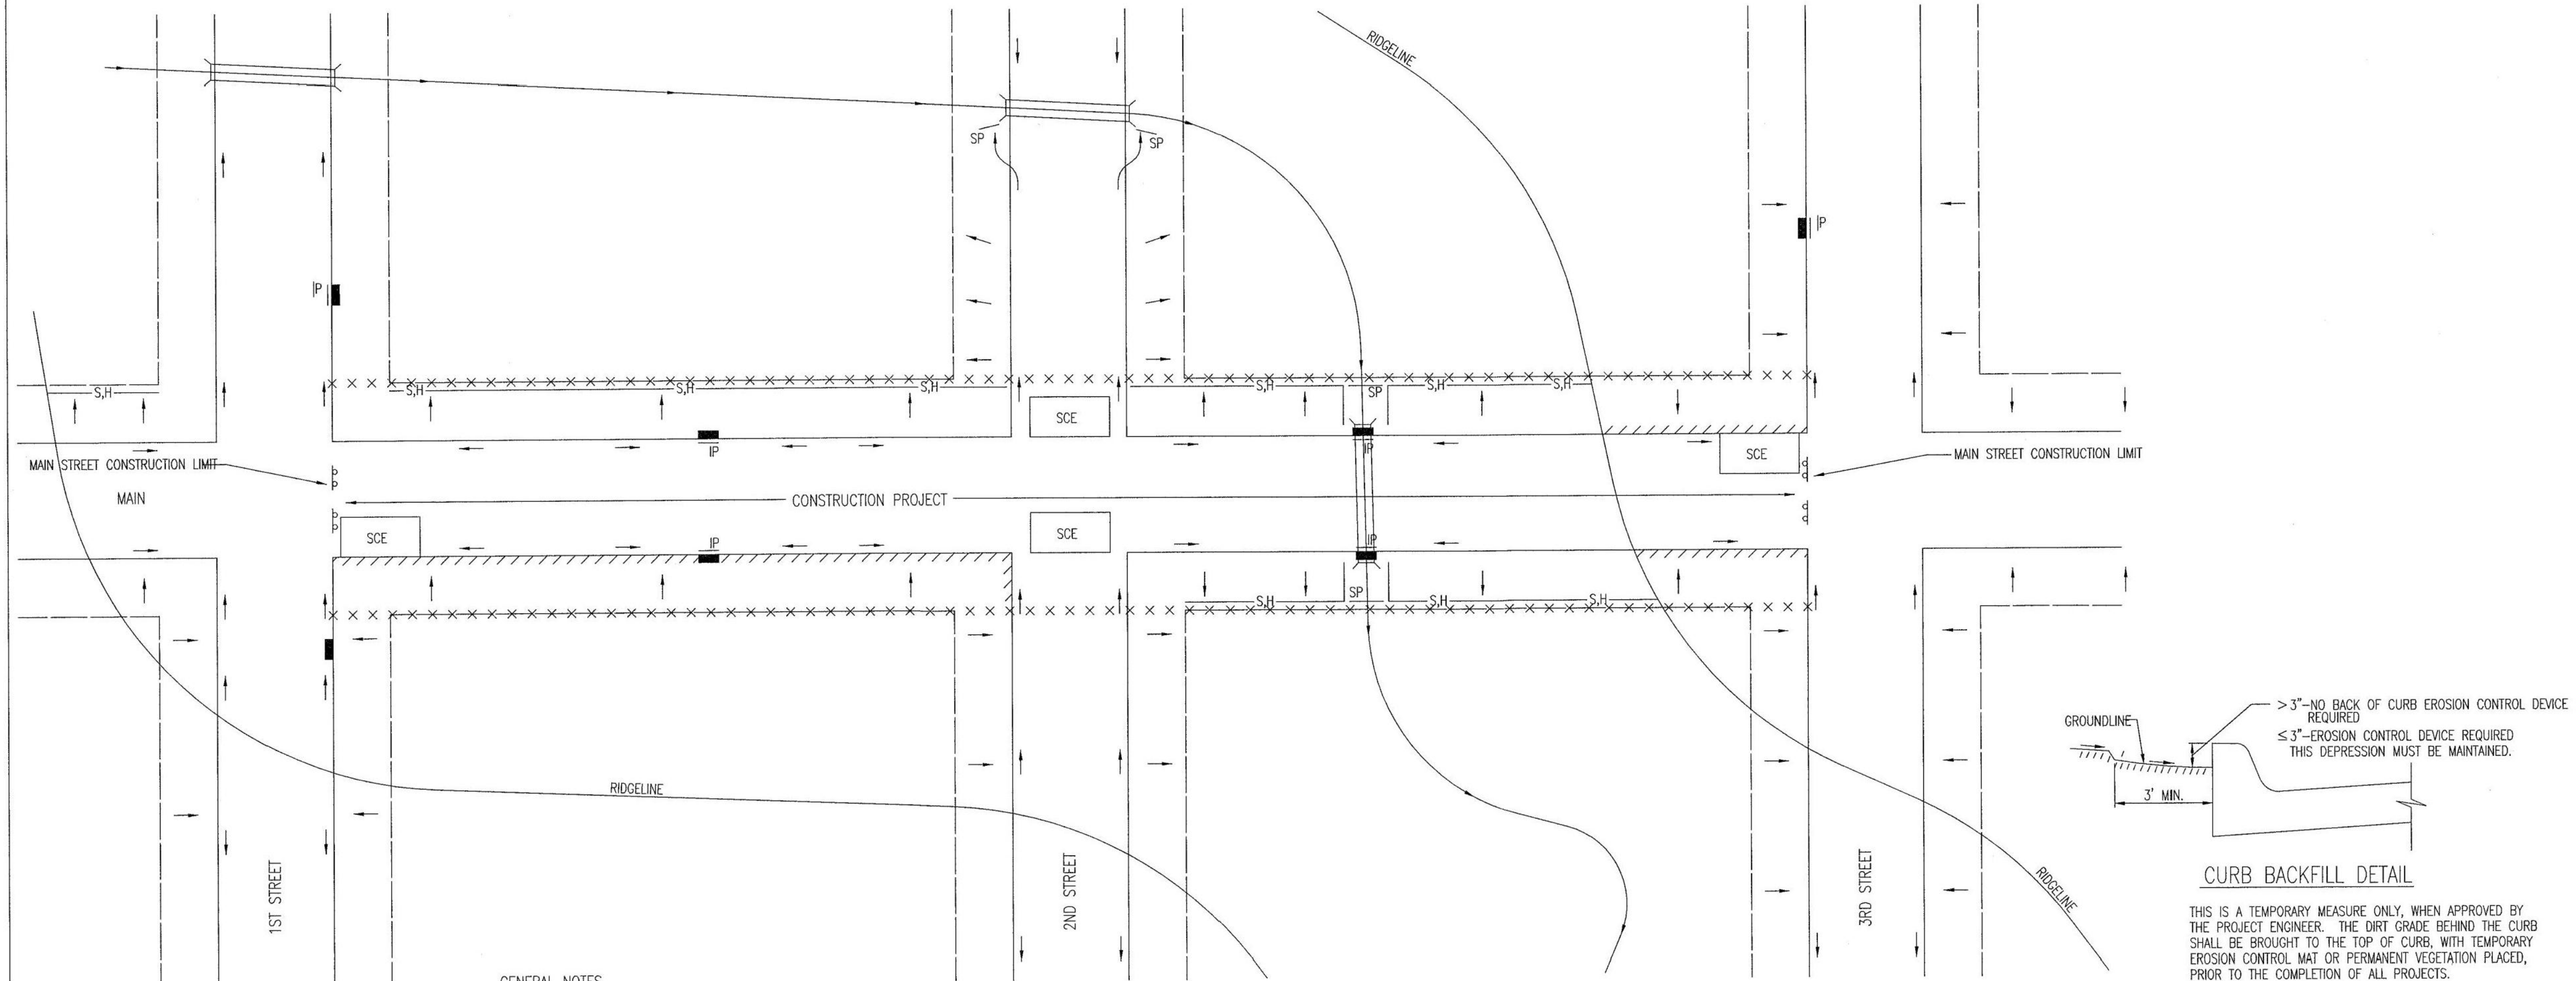 RIDGELINE
SP
SP
IP
IP
S,H
S,H
S,H
S,H
S,H
SP
S,H
S,H
SCE
IP
IP
SCE
MAIN STREET CONSTRUCTION LIMIT
MAIN STREET CONSTRUCTION LIMIT
MAIN
CONSTRUCTION PROJECT
SCE
SCE
IP
IP
S,H
SP
S,H
S,H
RIDGELINE
1ST STREET
2ND STREET
3RD STREET
RIDGELINE
GROUNDLINE
> 3"-NO BACK OF CURB EROSION CONTROL DEVICE
REQUIRED
≤ 3"-EROSION CONTROL DEVICE REQUIRED
THIS DEPRESSION MUST BE MAINTAINED.
3' MIN.
CURB BACKFILL DETAIL
THIS IS A TEMPORARY MEASURE ONLY, WHEN APPROVED BY
THE PROJECT ENGINEER. THE DIRT GRADE BEHIND THE CURB
SHALL BE BROUGHT TO THE TOP OF CURB, WITH TEMPORARY
EROSION CONTROL MAT OR PERMANENT VEGETATION PLACED,
PRIOR TO THE COMPLETION OF ALL PROJECTS.
GENERAL NOTES